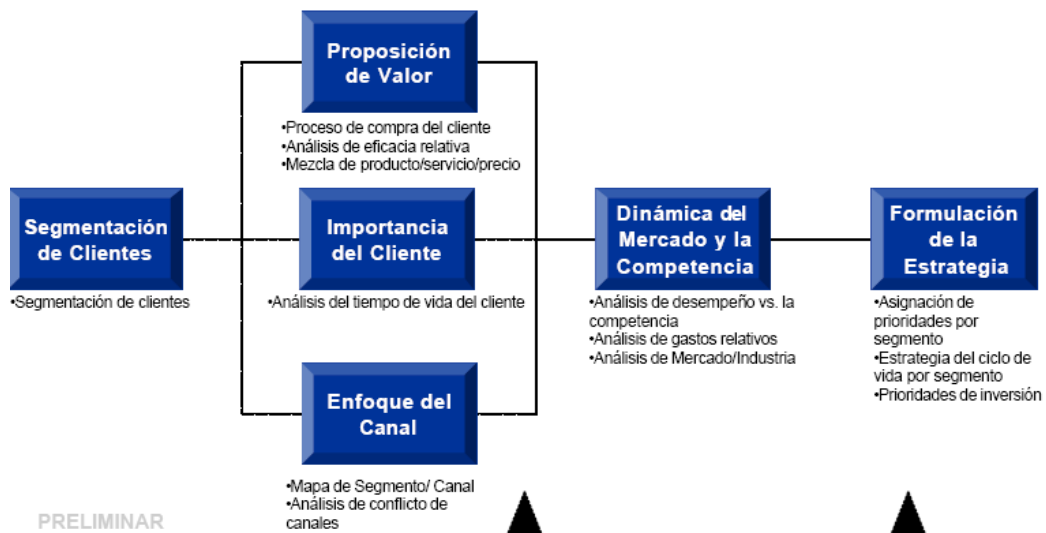 Proposición
de Valor
•Proceso de compra del cliente
•Análisis de eficacia relativa
•Mezcla de producto/servicio/precio
Segmentación
de Clientes
•Segmentación de clientes
Importancia
del Cliente
•Análisis del tiempo de vida del cliente
Enfoque del
Canal
•Mapa de Segmento/ Canal
•Análisis de conflicto de
canales
Dinámica del
Mercado y la
Competencia
•Análisis de desempeño vs. la
competencia
•Análisis de gastos relativos
•Análisis de Mercado/Industria
Formulación
de la
Estrategia
•Asignación de
prioridades por
segmento
•Estrategia del ciclo de
vida por segmento
•Prioridades de inversión
PRELIMINAR